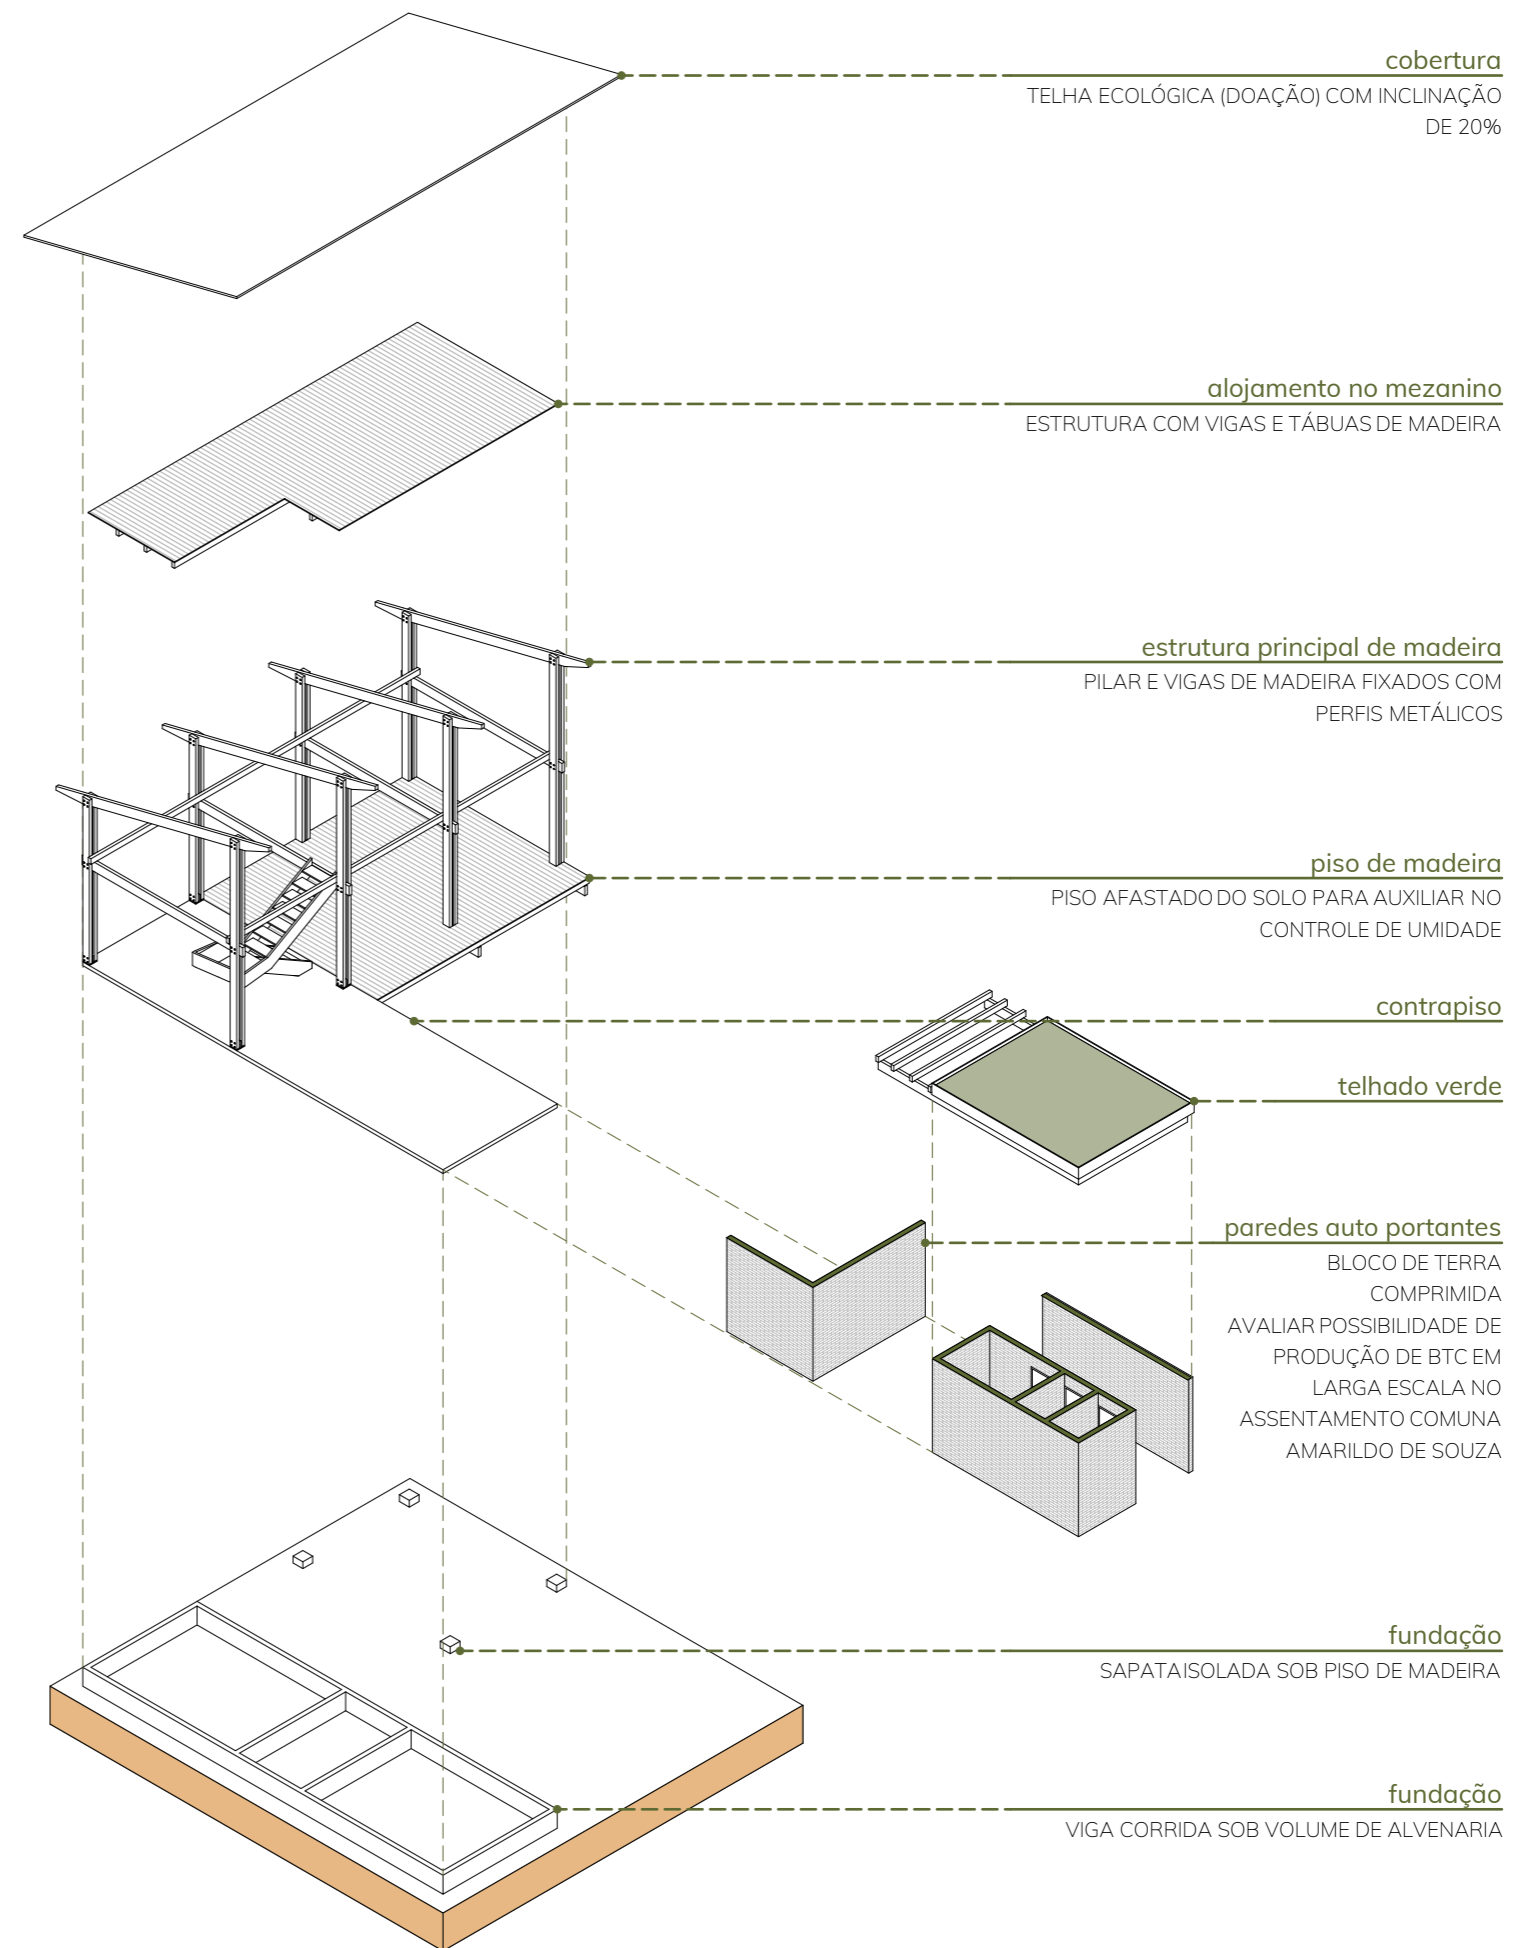 cobertura
TELHA ECOLÓGICA (DOAÇÃO) COM INCLINAÇÃO
DE 20%
alojamento no mezanino
ESTRUTURA COM VIGAS E TÁBUAS DE MADEIRA
estrutura principal de madeira
PILAR E VIGAS DE MADEIRA FIXADOS COM
PERFIS METÁLICOS
piso de madeira
PISO AFASTADO DO SOLO PARA AUXILIAR NO
CONTROLE DE UMIDADE
contrapiso
telhado verde
paredes auto portantes
BLOCO DE TERRA
COMPRIMIDA
AVALIAR POSSIBILIDADE DE
PRODUÇÃO DE BTC EM
LARGA ESCALA NO
ASSENTAMENTO COMUNA
AMARILDO DE SOUZA
fundação
SAPATA ISOLADA SOB PISO DE MADEIRA
fundação
VIGA CORRIDA SOB VOLUME DE ALVENARIA